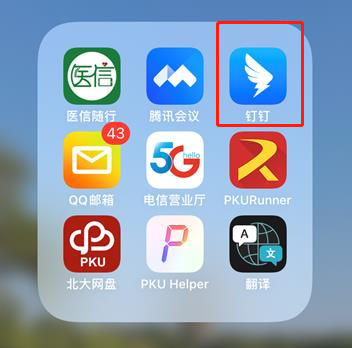 医信
医信随行
腾讯会议
钉钉
43
QQ邮箱
5G
hello
电信营业厅
PKURunner
PKU
北大网盘
P
PKU Helper
A
文
翻译